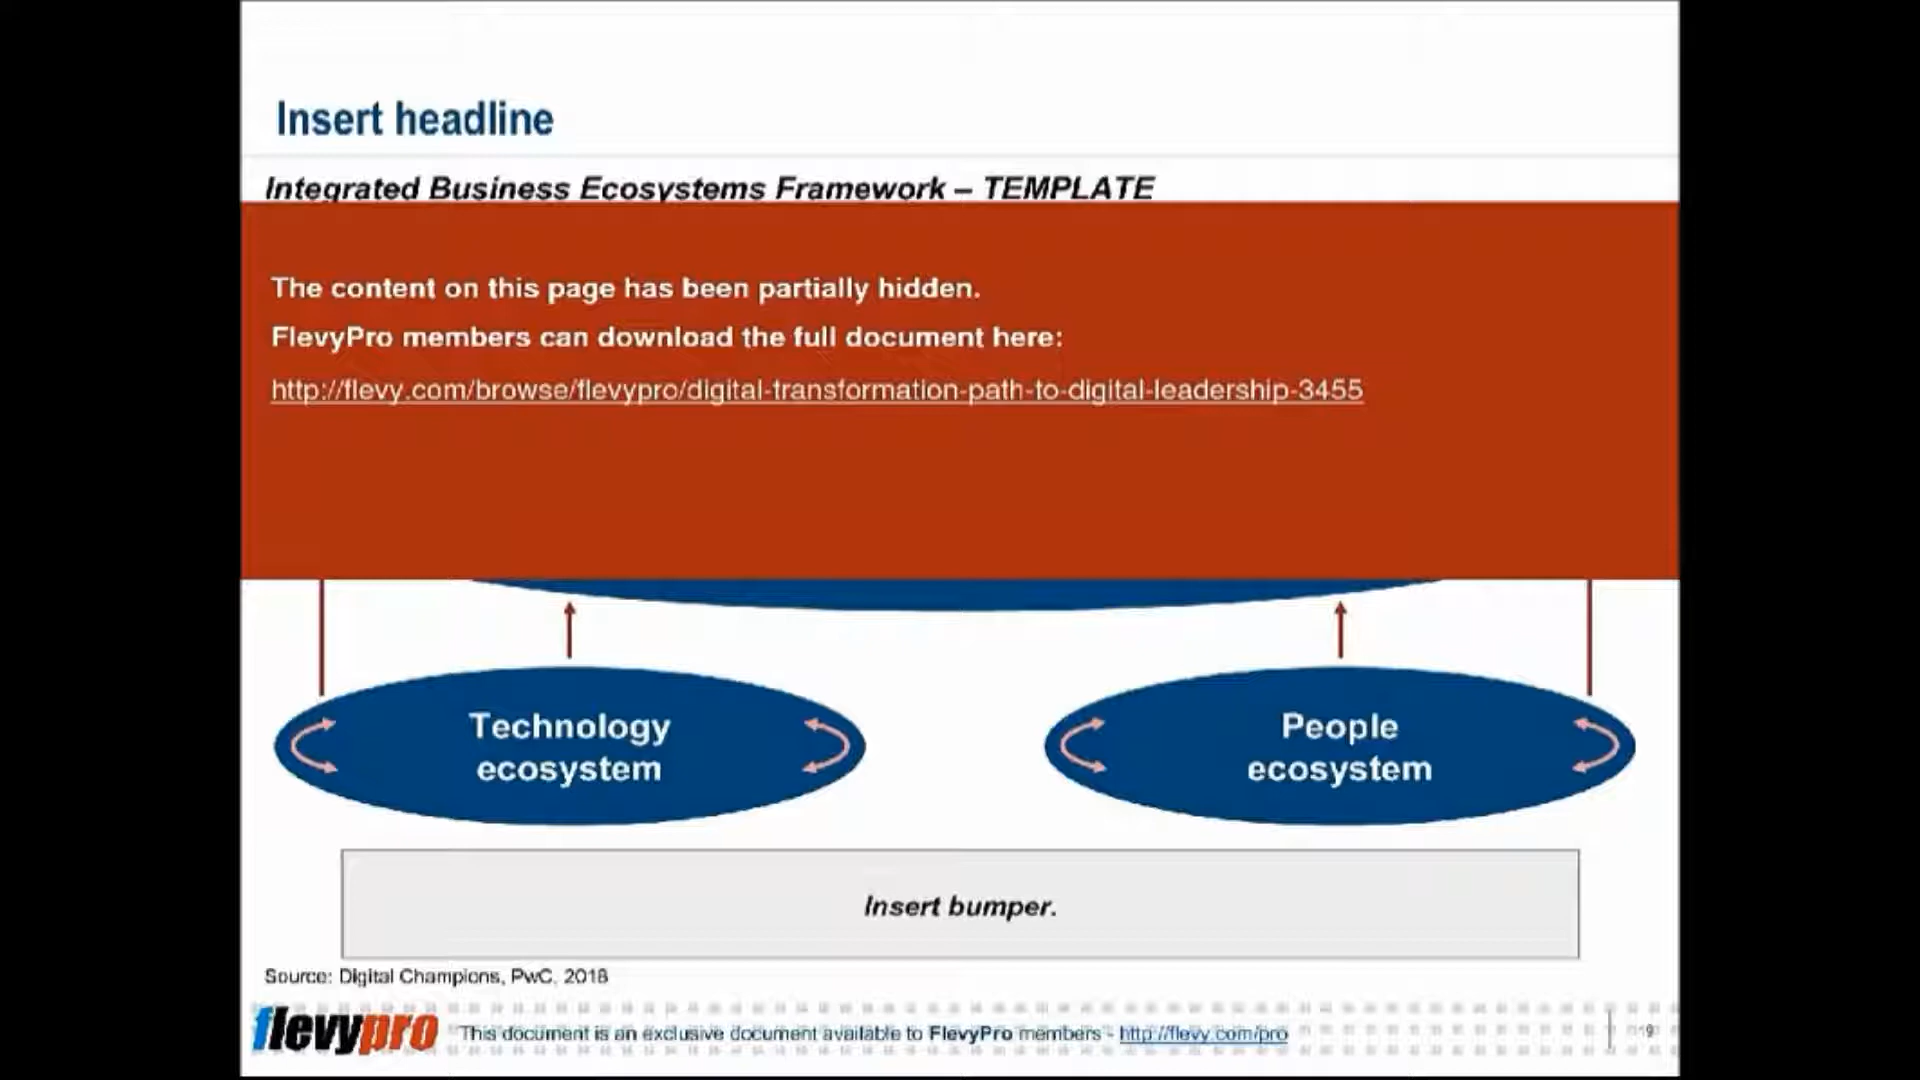 Insert headline
Integrated Business Ecosystems Framework – TEMPLATE
The content on this page has been partially hidden.
FlevyPro members can download the full document here:
http://flevy.com/browse/flevypro/digital-transformation-path-to-digital-leadership-3455
Technology
ecosystem
People
ecosystem
Insert bumper.
Source: Digital Champions, PwC, 2018
flevypro This document is an exclusive document available to FlevyPro members - http://flevy.com/pro